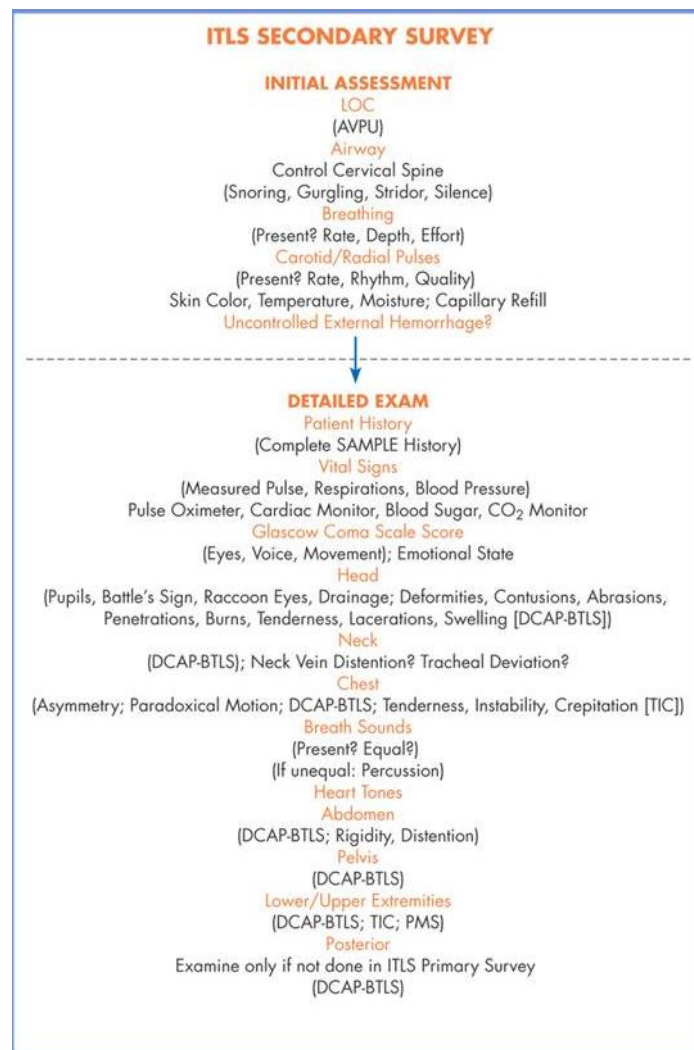 ITLS SECONDARY SURVEY
INITIAL ASSESSMENT
LOC
(AVPU)
Airway
Control Cervical Spine
(Snoring, Gurgling, Stridor, Silence)
Breathing
(Present? Rate, Depth, Effort)
Carotid/Radial Pulses
(Present? Rate, Rhythm, Quality)
Skin Color, Temperature, Moisture; Capillary Refill
Uncontrolled External Hemorrhage?
DETAILED EXAM
Patient History
(Complete SAMPLE History)
Vital Signs
(Measured Pulse, Respirations, Blood Pressure)
Pulse Oximeter, Cardiac Monitor, Blood Sugar, CO₂ Monitor
Glascow Coma Scale Score
(Eyes, Voice, Movement); Emotional State
Head
(Pupils, Battle's Sign, Raccoon Eyes, Drainage; Deformities, Contusions, Abrasions,
Penetrations, Burns, Tenderness, Lacerations, Swelling [DCAP-BTLS])
Neck
(DCAP-BTLS); Neck Vein Distention? Tracheal Deviation?
Chest
(Asymmetry; Paradoxical Motion; DCAP-BTLS; Tenderness, Instability, Crepitation [TIC])
Breath Sounds
(Present? Equal?)
(If unequal: Percussion)
Heart Tones
Abdomen
(DCAP-BTLS; Rigidity, Distention)
Pelvis
(DCAP-BTLS)
Lower/Upper Extremities
(DCAP-BTLS; TIC; PMS)
Posterior
Examine only if not done in ITLS Primary Survey
(DCAP-BTLS)